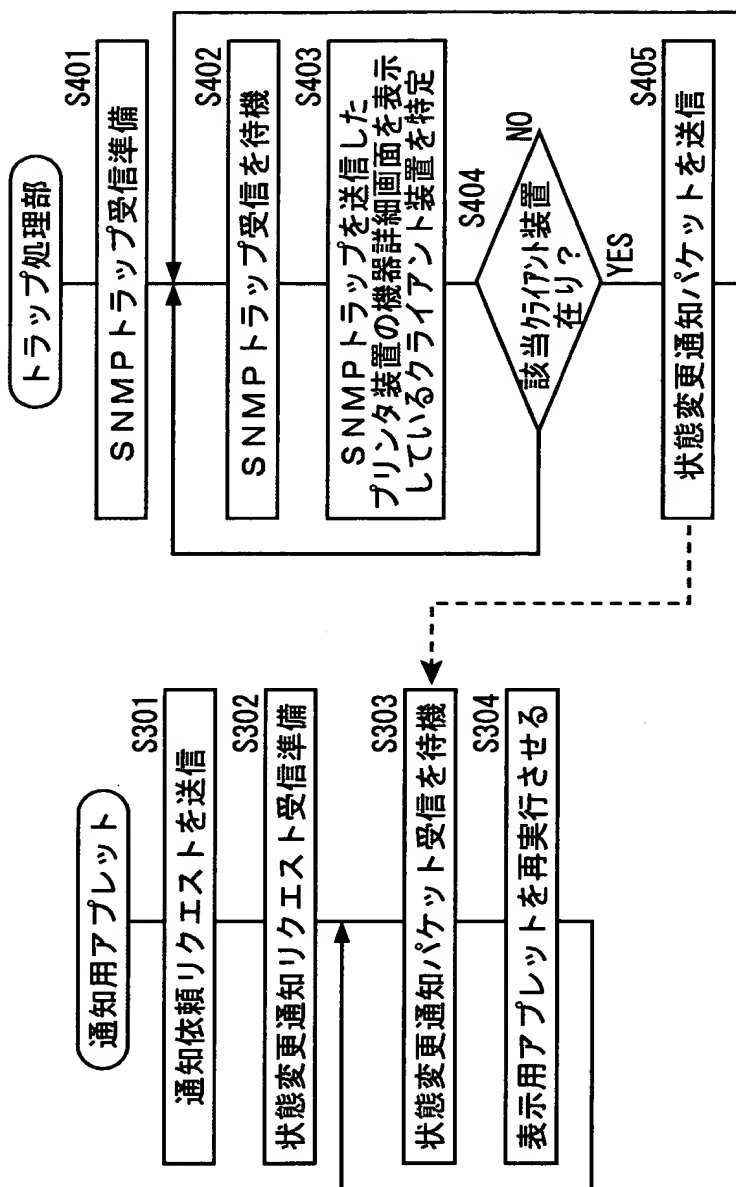 通知用アプレット
S301
通知依頼リクエストを送信
S302
状態変更通知リクエスト受信準備
S303
状態変更通知パケット受信を待機
S304
表示用アプレットを再実行させる
トラップ処理部
S401
SNMPトラップ受信準備
S402
SNMPトラップ受信を待機
S403
SNMPトラップを送信した
プリンタ装置の機器詳細画面を表示
しているクライアント装置を特定
S404
該当クライアント装置
在り?
NO
YES
S405
状態変更通知パケットを送信